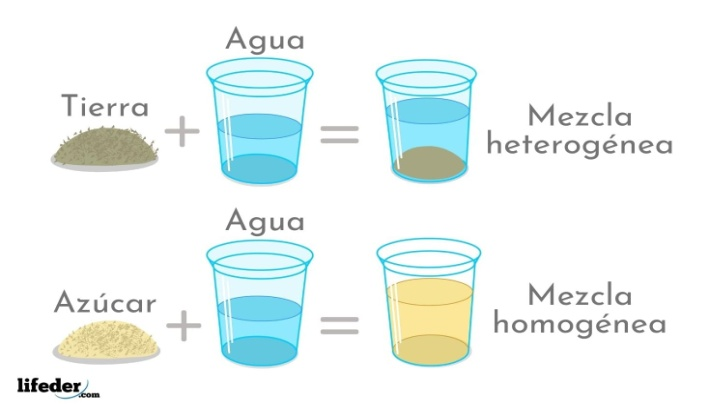 Agua
Tierra
+
=
Mezcla
heterogénea
Agua
Azúcar
+
=
Mezcla
homogénea
lifeder.com